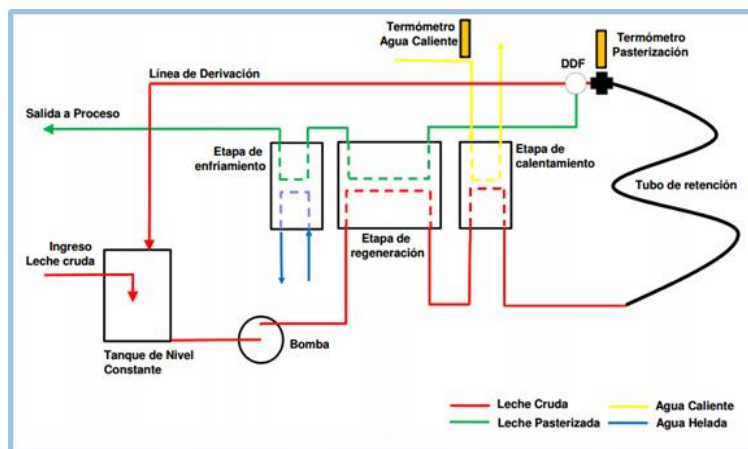 Termómetro
Agua Caliente
Termómetro
Pasterización
DDF
Línea de Derivación
Salida a Proceso
Etapa de
enfriamiento
Etapa de
calentamiento
Tubo de retención
Etapa de
regeneración
Ingreso
Leche cruda
Bomba
Tanque de Nivel
Constante
Leche Cruda
Agua Caliente
Leche Pasterizada
Agua Helada